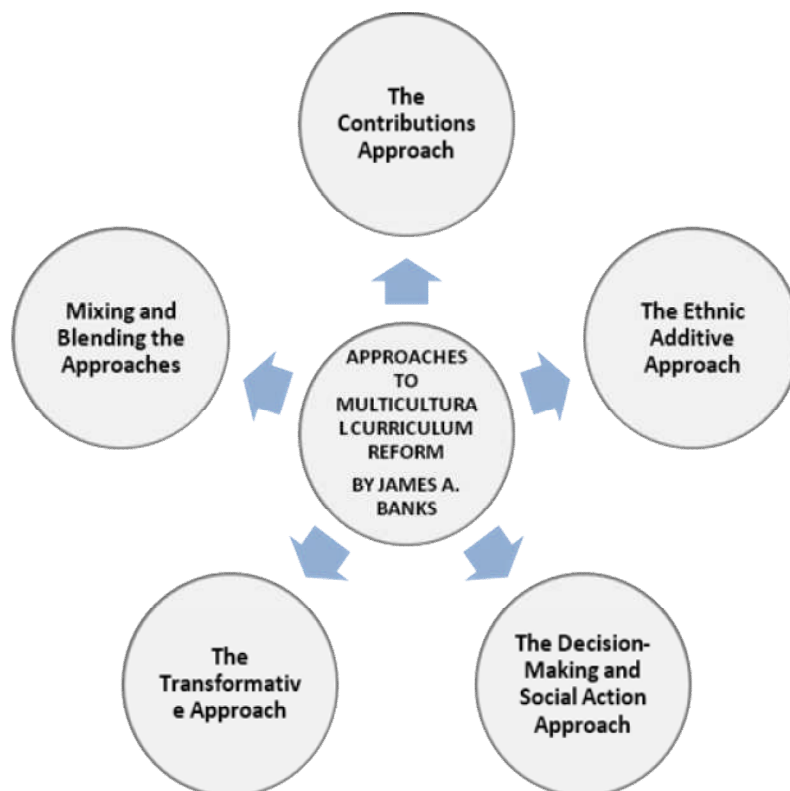 The
Contributions
Approach
Mixing and
Blending the
Approaches
The Ethnic
Additive
Approach
APPROACHES
TO
MULTICULTURA
L CURRICULUM
REFORM
BY JAMES A.
BANKS
The
Transformativ
e Approach
The Decision-
Making and
Social Action
Approach